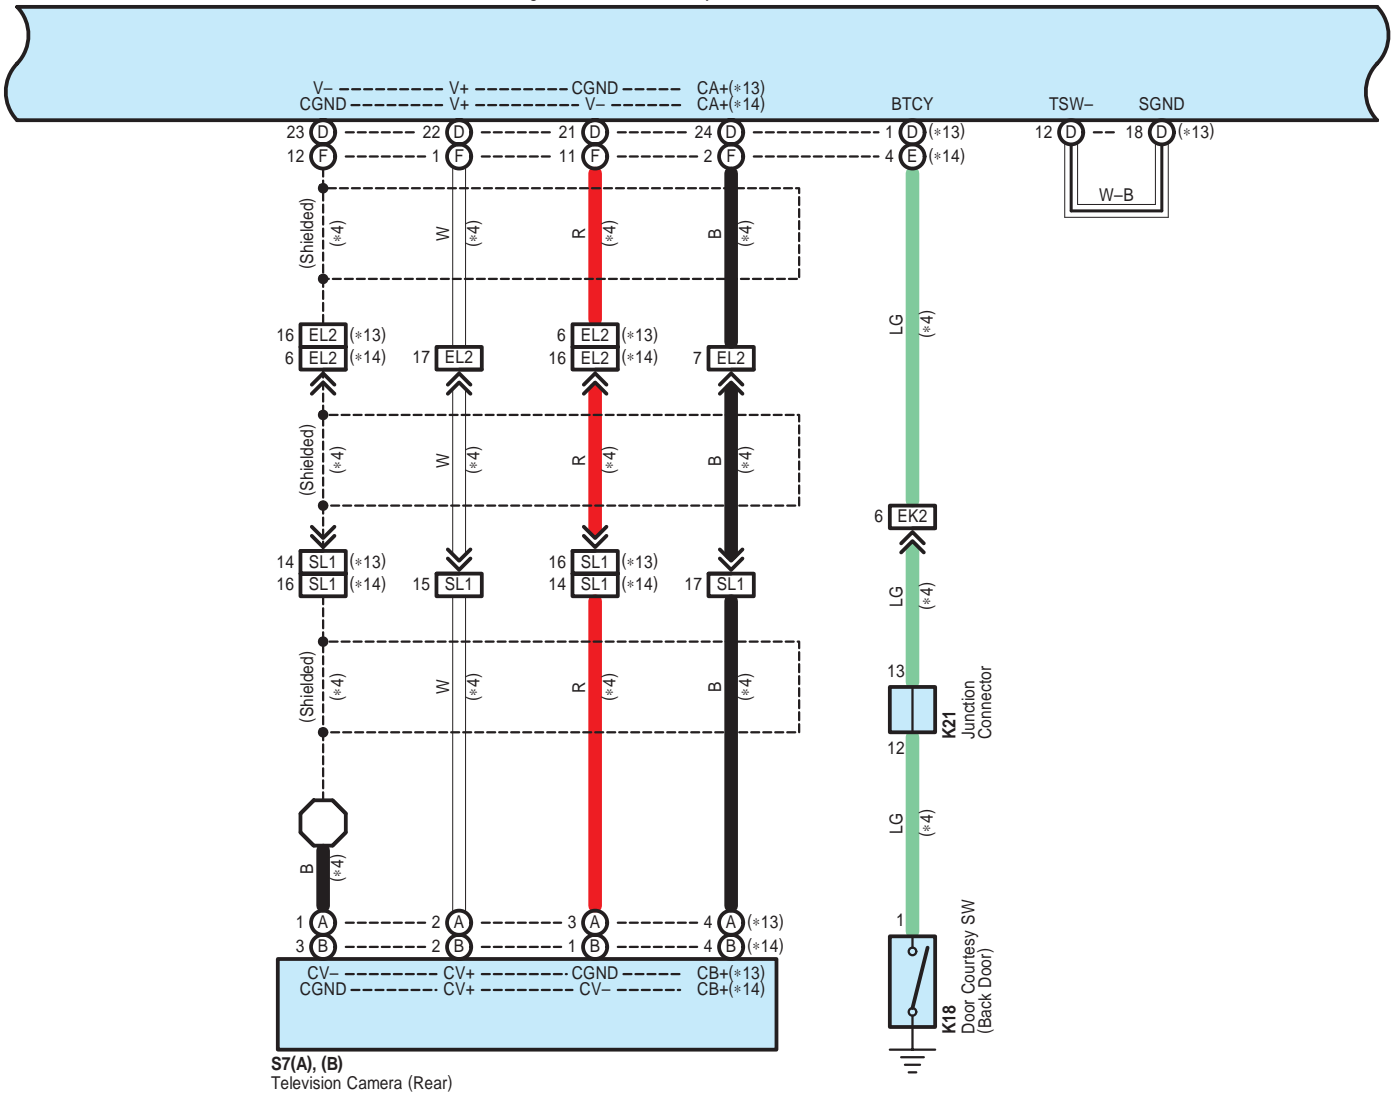 V– V+ CGND CA+(∗13)
CGND V+ V– CA+(∗14) BTCY TSW– SGND
23 D 22 D 21 D 24 D 1 D (∗13) 12 D 18 D (∗13)
12 F 1 F 11 F 2 F 4 E (∗14)
W–B
(Shielded) (∗4) W (∗4) R (∗4) B (∗4)
LG (∗4)
16 EL2 (∗13) 6 EL2 (∗13)
6 EL2 (∗14) 17 EL2 16 EL2 (∗14) 7 EL2
(Shielded) (∗4) W (∗4) R (∗4) B (∗4)
6 EK2
14 SL1 (∗13) 16 SL1 (∗13)
16 SL1 (∗14) 15 SL1 14 SL1 (∗14) 17 SL1
LG (∗4)
(Shielded) (∗4) W (∗4) R (∗4) B (∗4)
13
K21
Junction
Connector
12
LG (∗4)
B (∗4)
1 A 2 A 3 A 4 A (∗13)
3 B 2 B 1 B 4 B (∗14)
1
CV– CV+ CGND CB+(∗13)
CGND CV+ CV– CB+(∗14)
K18
Door Courtesy SW
(Back Door)
S7(A), (B)
Television Camera (Rear)